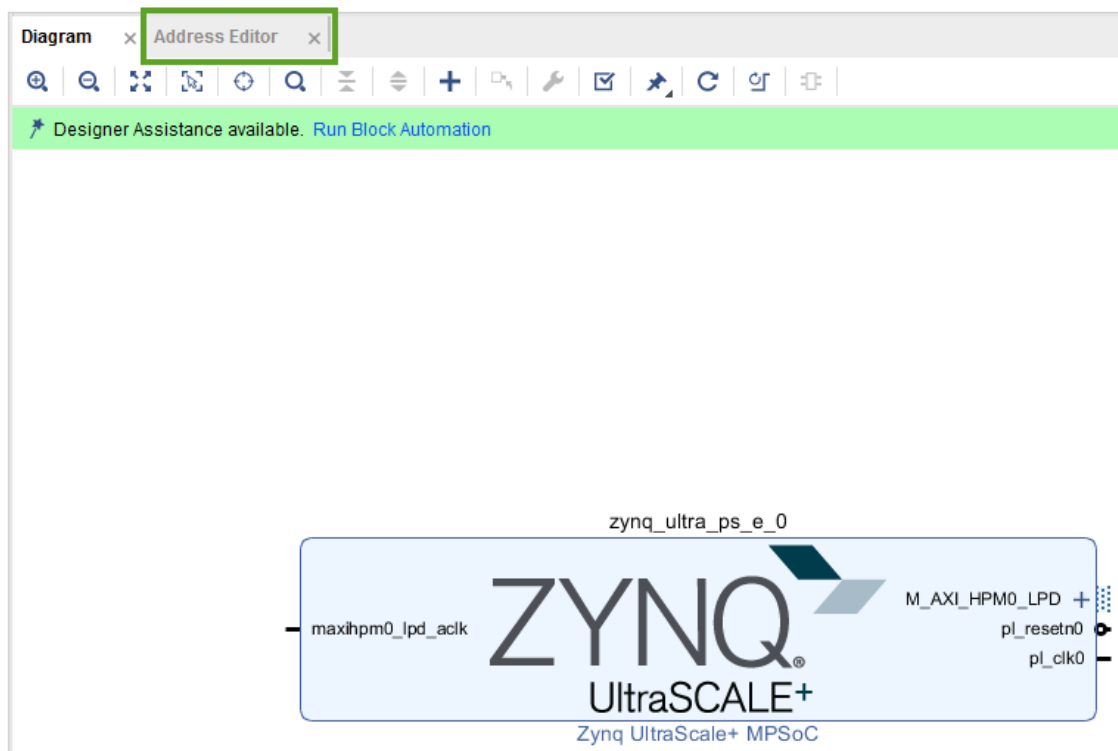 Diagram × Address Editor ×
Designer Assistance available. Run Block Automation
zynq_ultra_ps_e_0
maxihpm0_lpd_aclk
ZYNQ®
UltraSCALE+
M_AXI_HPM0_LPD
pl_resetn0
pl_clk0
Zynq UltraScale+ MPSoC